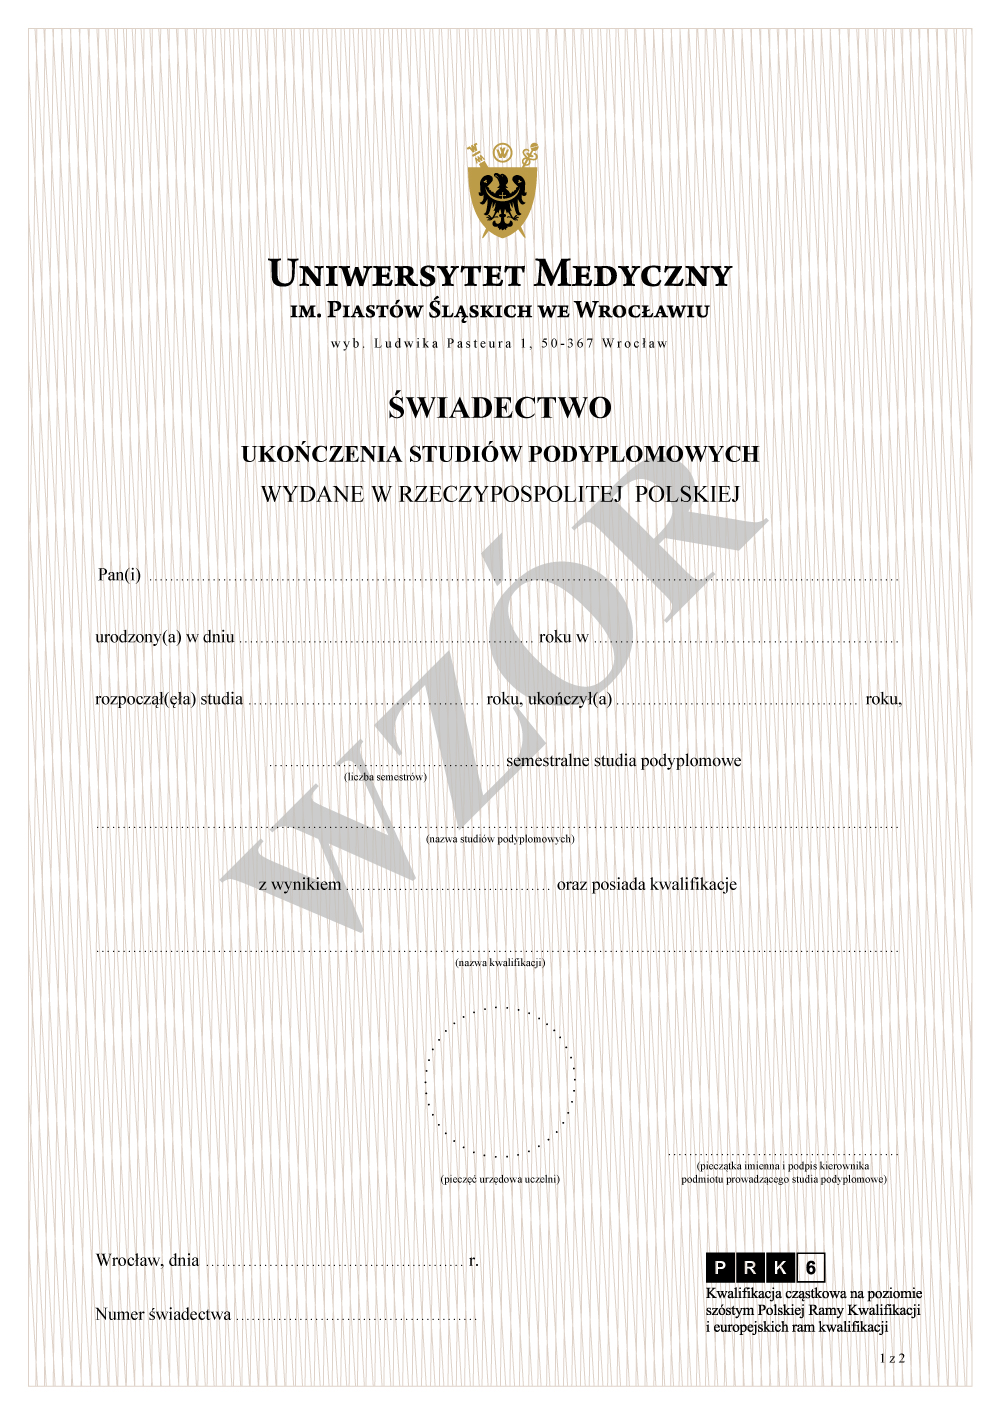 Uniwersytet Medyczny
im. Piastów Śląskich we Wrocławiu
wyb. Ludwika Pasteura 1, 50-367 Wrocław
ŚWIADECTWO
UKOŃCZENIA STUDIÓW PODYPLOMOWYCH
WYDANE W RZECZYPOSPOLITEJ POLSKIEJ
WZÓR
Pan(i)
urodzony(a) w dniu roku w
rozpoczął(ęła) studia roku, ukończył(a) roku,
semestralne studia podyplomowe
(liczba semestrów)
(nazwa studiów podyplomowych)
z wynikiem oraz posiada kwalifikacje
(nazwa kwalifikacji)
(pieczęć urzędowa uczelni)
(pieczątka imienna i podpis kierownika
podmiotu prowadzącego studia podyplomowe)
Wrocław, dnia r.
Numer świadectwa
P R K 6
Kwalifikacja cząstkowa na poziomie
szóstym Polskiej Ramy Kwalifikacji
i europejskich ram kwalifikacji
1 z 2